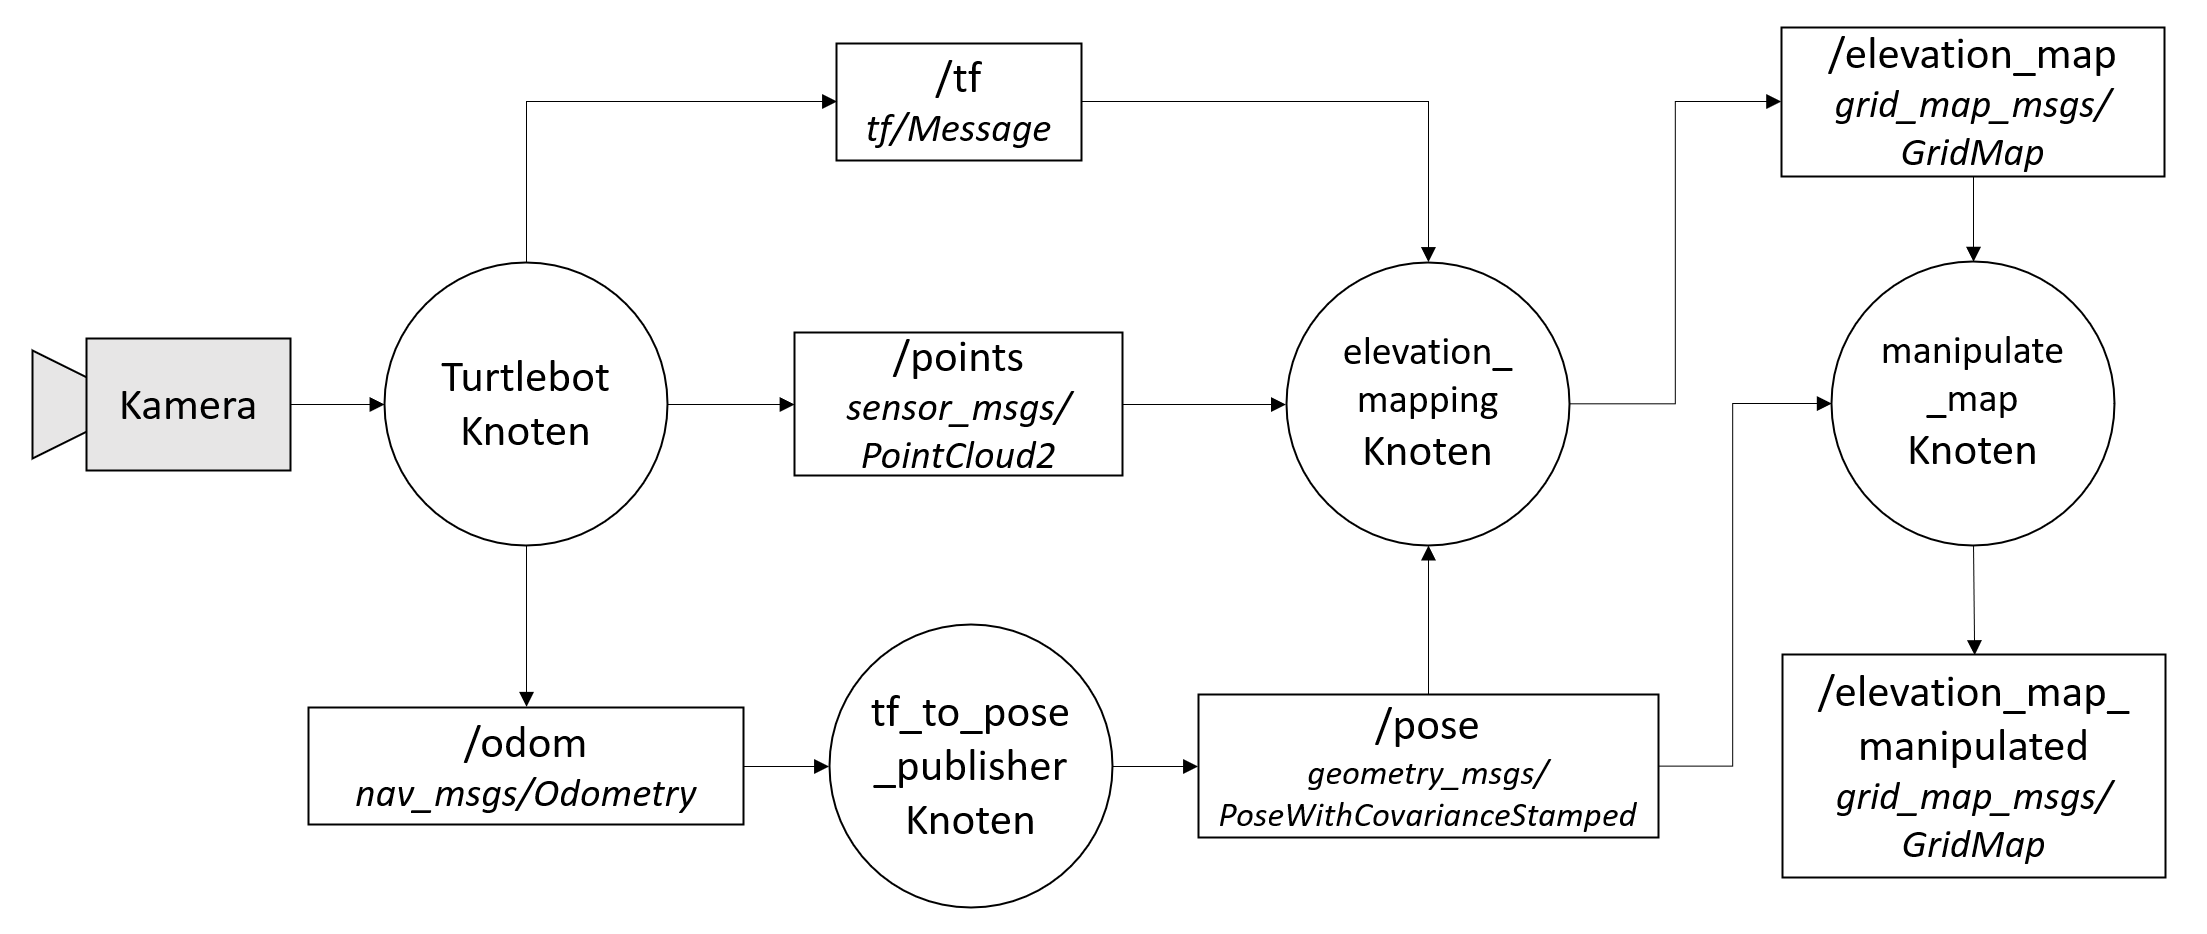 /tf
tf/Message
/elevation_map
grid_map_msgs/
GridMap
Kamera
Turtlebot
Knoten
/points
sensor_msgs/
PointCloud2
elevation_
mapping
Knoten
manipulate
_map
Knoten
/odom
nav_msgs/Odometry
tf_to_pose
_publisher
Knoten
/pose
geometry_msgs/
PoseWithCovarianceStamped
/elevation_map_
manipulated
grid_map_msgs/
GridMap